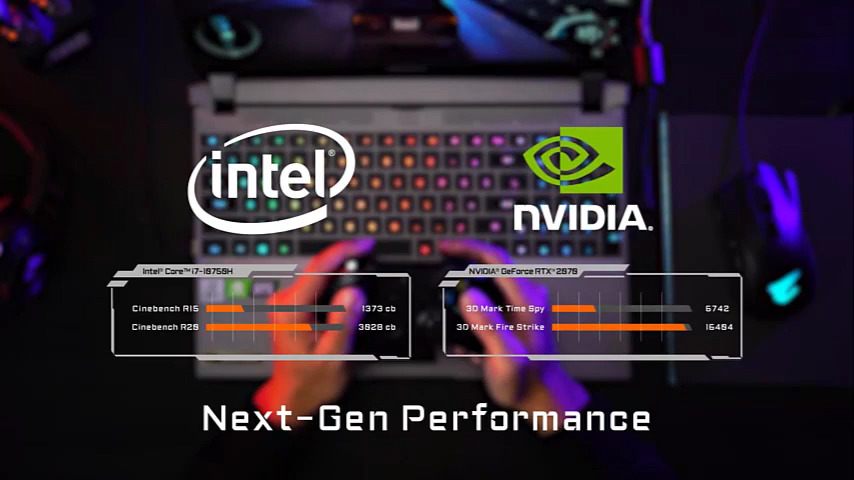 intel®
NVIDIA.
Intel® Core™ i7-10750H
Cinebench R15 1373 cb
Cinebench R20 3028 cb
NVIDIA® GeForce RTX™ 2070
3D Mark Time Spy 6742
3D Mark Fire Strike 16494
Next-Gen Performance